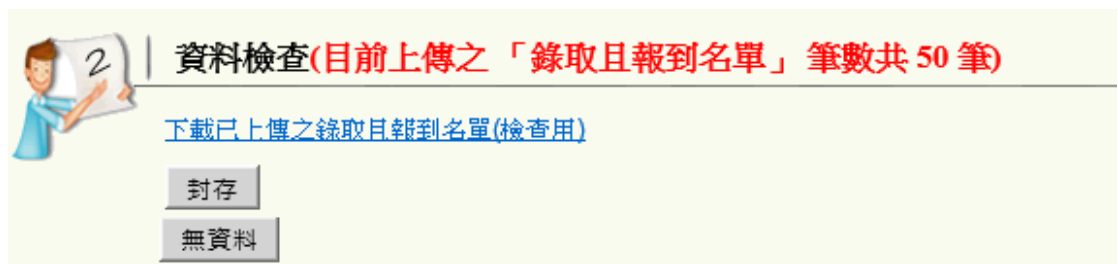 2
資料檢查(目前上傳之「錄取且報到名單」筆數共 50 筆)
下載已上傳之錄取且報到名單(檢查用)
封存
無資料